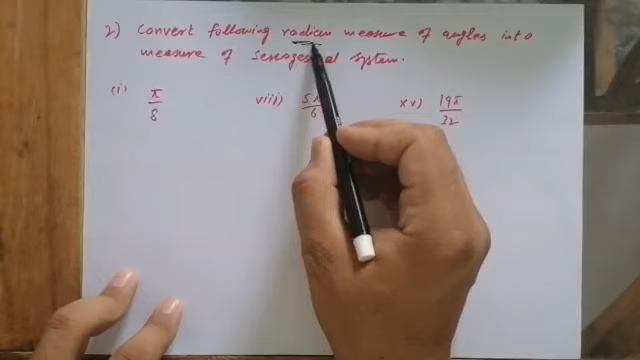 2) Convert following radian measure of angles into
measure of Sexagesimal system.
(i) π/8 viii) 5π/6 xv) 19π/32